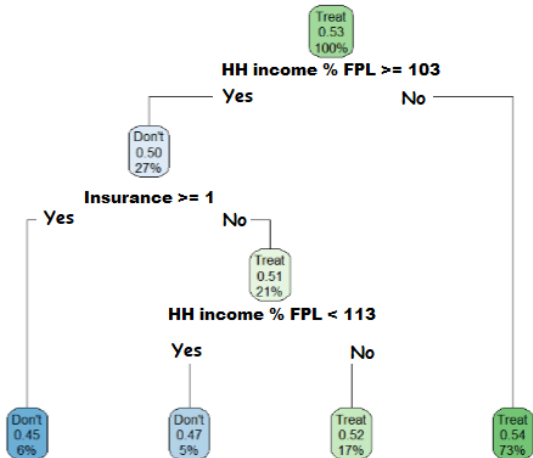 Treat
0.53
100%
HH income % FPL >= 103
Yes No
Don't
0.50
27%
Insurance >= 1
Yes No
Treat
0.51
21%
HH income % FPL < 113
Yes No
Don't Don't Treat Treat
0.45 0.47 0.52 0.54
6% 5% 17% 73%